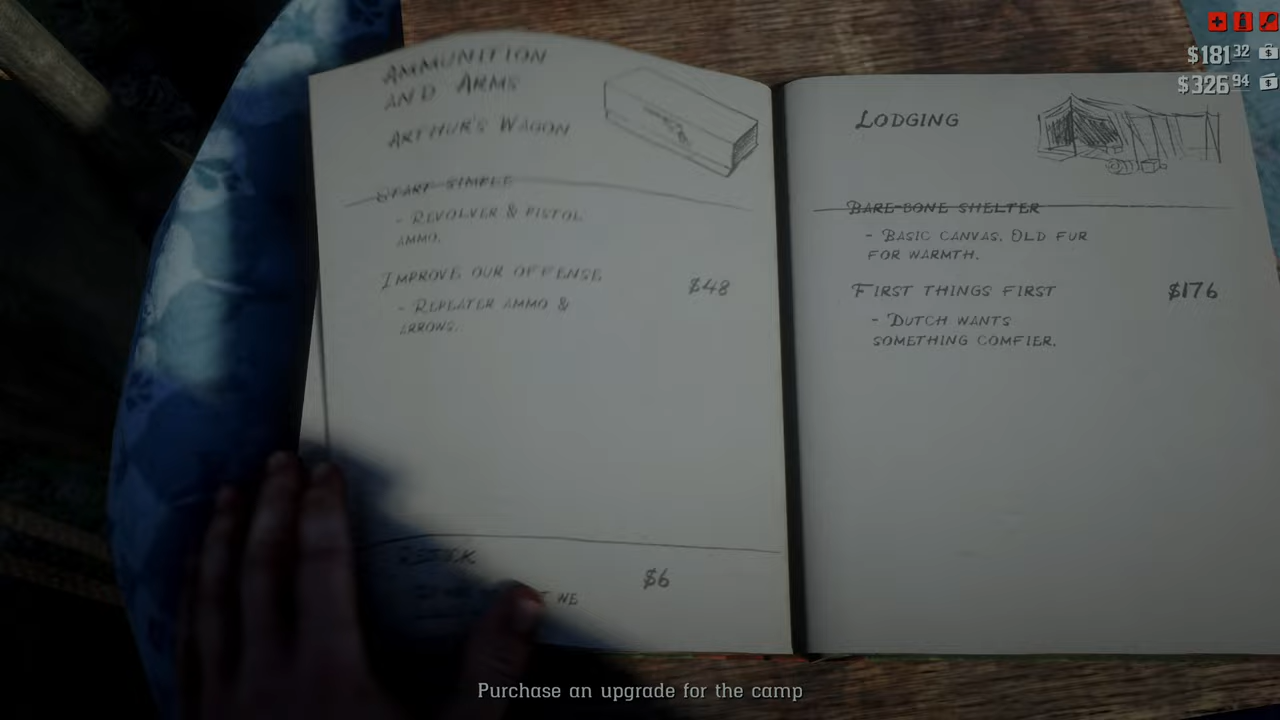 $181 32
$326 94
AMMUNITION
AND ARMS
ARTHUR'S WAGON
START SIMPLE
- REVOLVER & PISTOL
AMMO.
IMPROVE OUR OFFENSE $48
- REPEATER AMMO &
ARROWS.
RESTOCK $6
WE
LODGING
BARE-BONE SHELTER
- BASIC CANVAS. OLD FUR
FOR WARMTH.
FIRST THINGS FIRST $176
- DUTCH WANTS
SOMETHING COMFIER.
Purchase an upgrade for the camp